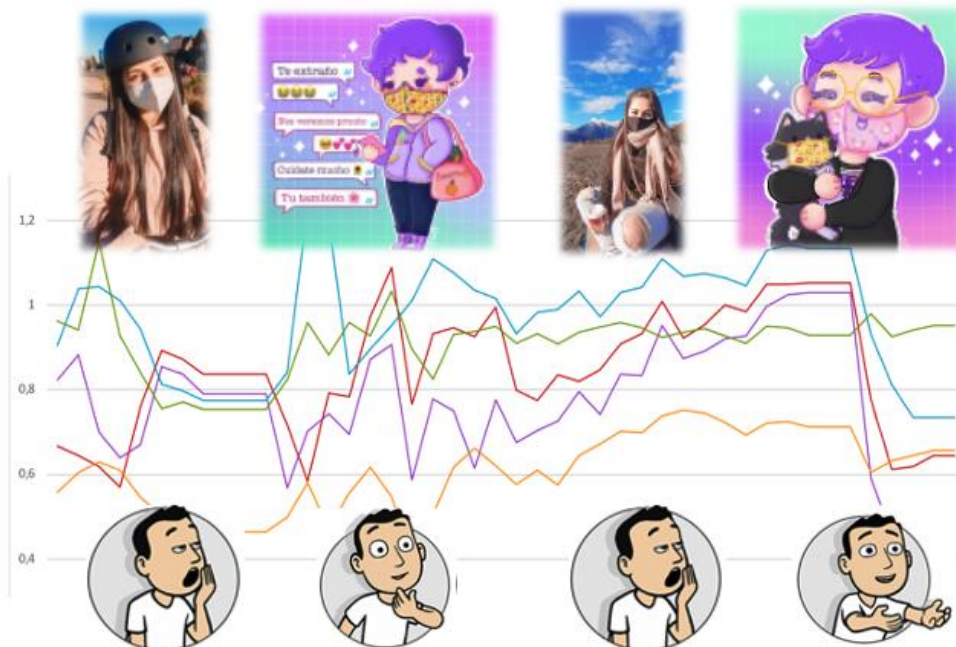 Te extraño
Nos veremos pronto
Cuídate mucho
Tu también
1,2
1
0,8
0,6
0,4